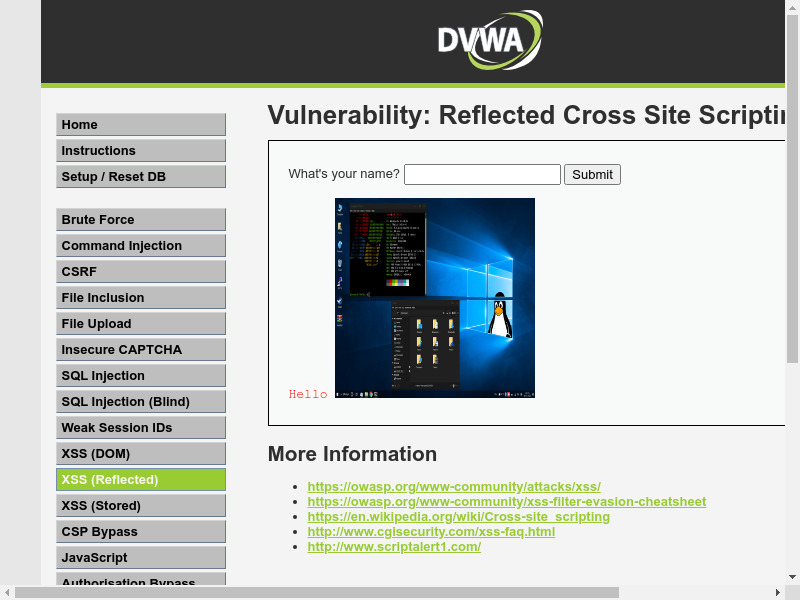 DVWA
Vulnerability: Reflected Cross Site Scriptin
Home
Instructions
Setup / Reset DB
Brute Force
Command Injection
CSRF
File Inclusion
File Upload
Insecure CAPTCHA
SQL Injection
SQL Injection (Blind)
Weak Session IDs
XSS (DOM)
XSS (Reflected)
XSS (Stored)
CSP Bypass
JavaScript
Authorisation Bypass
What's your name? Submit
Hello
More Information
https://owasp.org/www-community/attacks/xss/
https://owasp.org/www-community/xss-filter-evasion-cheatsheet
https://en.wikipedia.org/wiki/Cross-site_scripting
http://www.cgisecurity.com/xss-faq.html
http://www.scriptalert1.com/